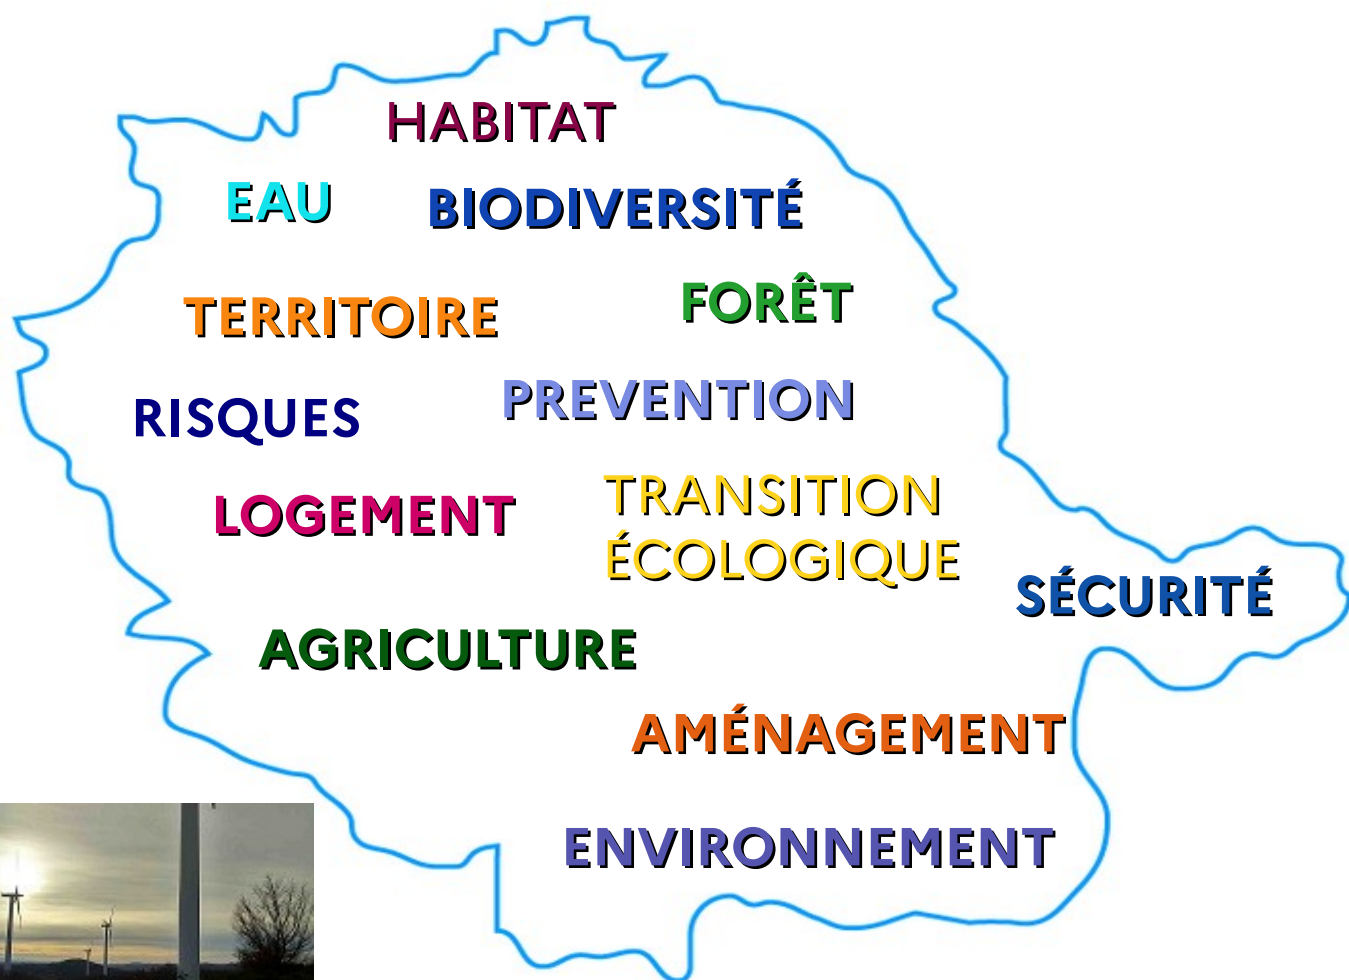 HABITAT
EAU
BIODIVERSITÉ
TERRITOIRE
FORÊT
RISQUES
PREVENTION
LOGEMENT
TRANSITION
ÉCOLOGIQUE
SÉCURITÉ
AGRICULTURE
AMÉNAGEMENT
ENVIRONNEMENT